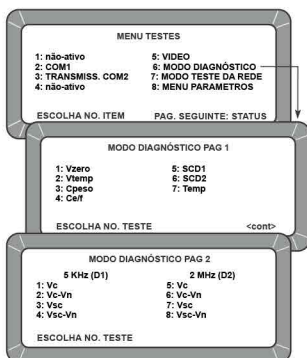 MENU TESTES
1: não-ativo 5: VIDEO
2: COM1 6: MODO DIAGNÓSTICO
3: TRANSMISS. COM2 7: MODO TESTE DA REDE
4: não-ativo 8: MENU PARAMETROS
ESCOLHA NO. ITEM PAG. SEGUINTE: STATUS
MODO DIAGNÓSTICO PAG 1
1: Vzero 5: SCD1
2: Vtemp 6: SCD2
3: Cpeso 7: Temp
4: Ce/f
ESCOLHA NO. TESTE <cont>
MODO DIAGNÓSTICO PAG 2
5 KHz (D1) 2 MHz (D2)
1: Vc 5: Vc
2: Vc-Vn 6: Vc-Vn
3: Vsc 7: Vsc
4: Vsc-Vn 8: Vsc-Vn
ESCOLHA NO. TESTE